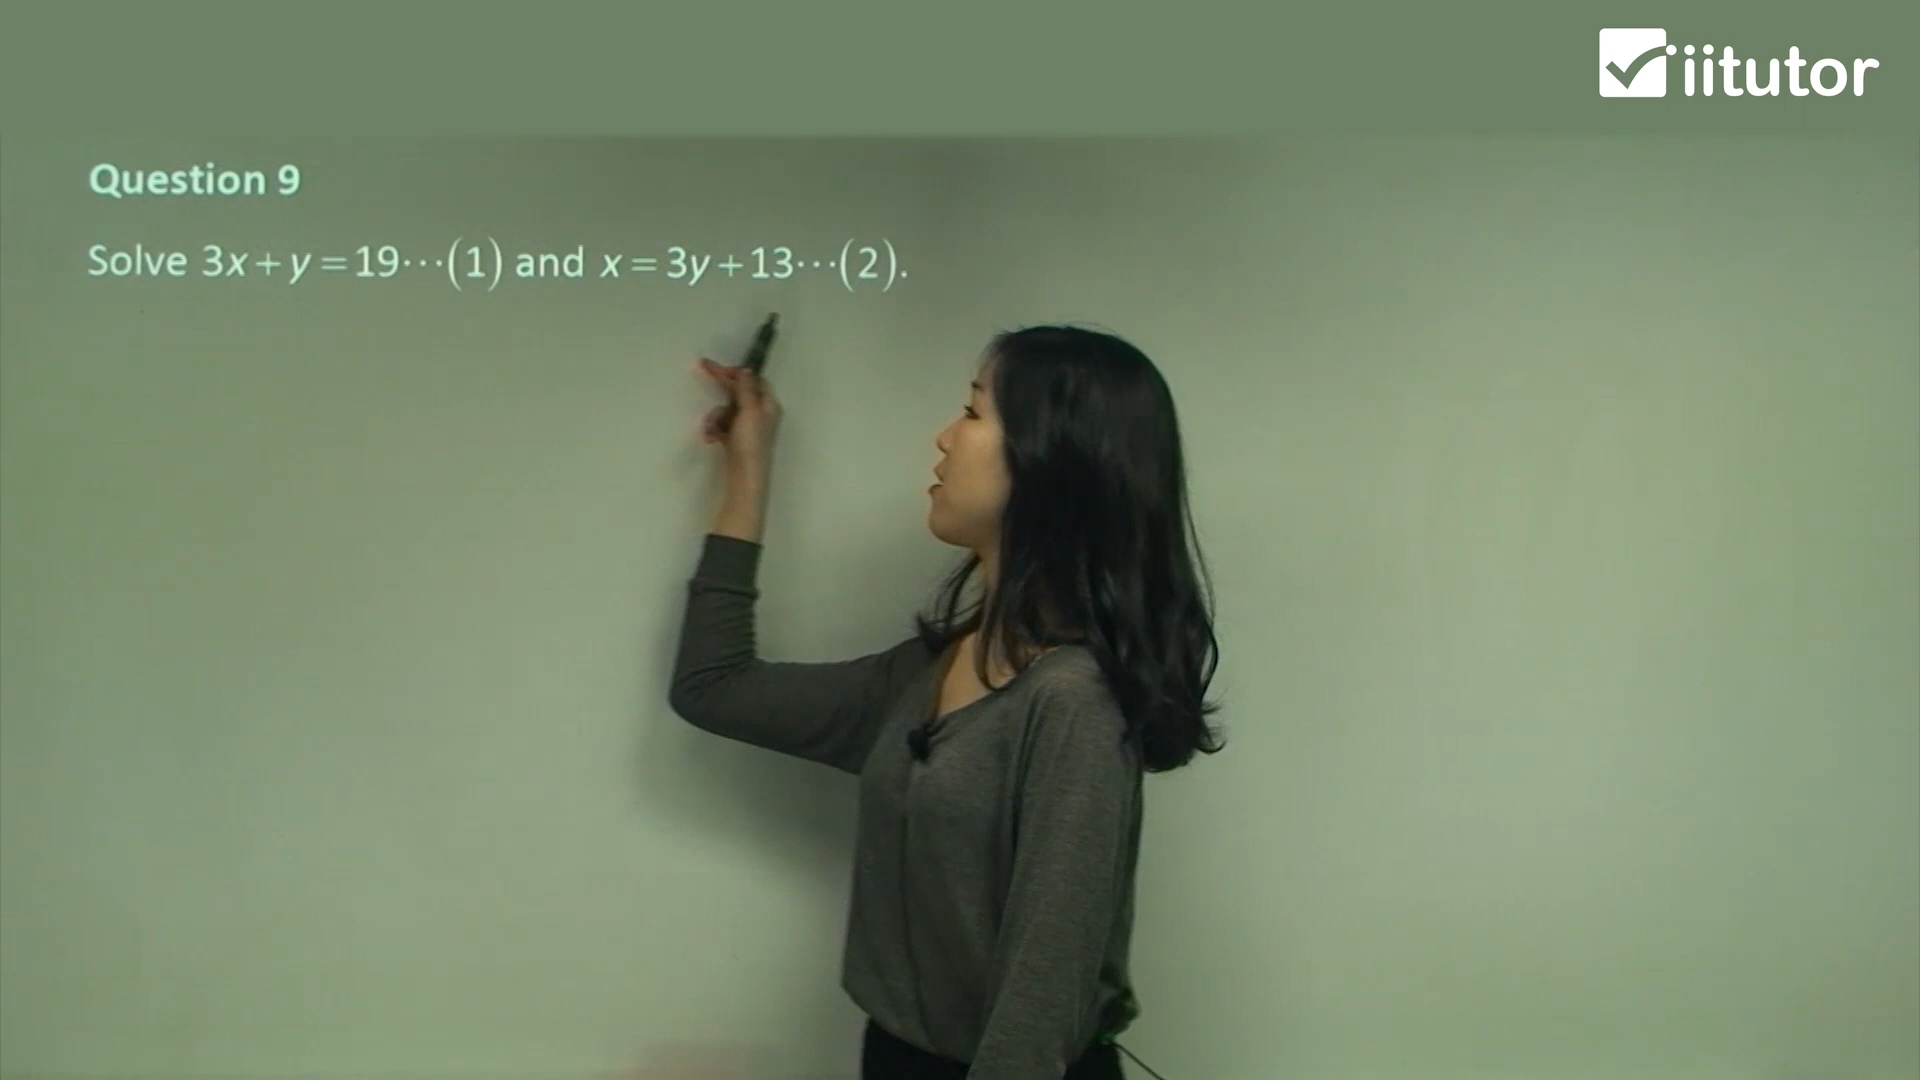 iitutor
Question 9
Solve 3x+y=19⋯(1) and x=3y+13⋯(2).